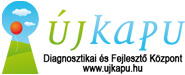 ÚJKAPU
Diagnosztikai és Fejlesztő Központ
www.ujkapu.hu